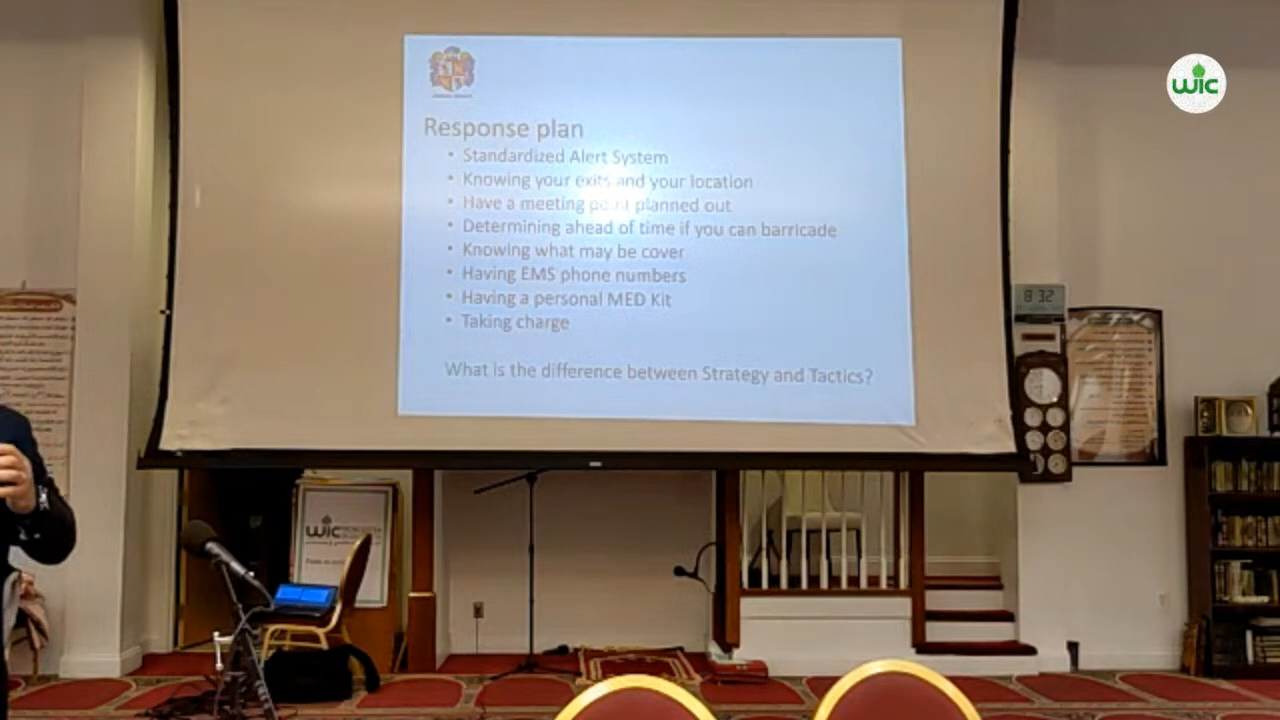 WIC
Response plan
• Standardized Alert System
• Knowing your exits and your location
• Have a meeting point planned out
• Determining ahead of time if you can barricade
• Knowing what may be cover
• Having EMS phone numbers
• Having a personal MED Kit
• Taking charge
What is the difference between Strategy and Tactics?
8 32
WIC